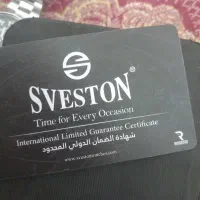 SVESTON®
Time for Every Occasion
International Limited Guarantee Certificate
شهادة الضمان الدولي المحدود